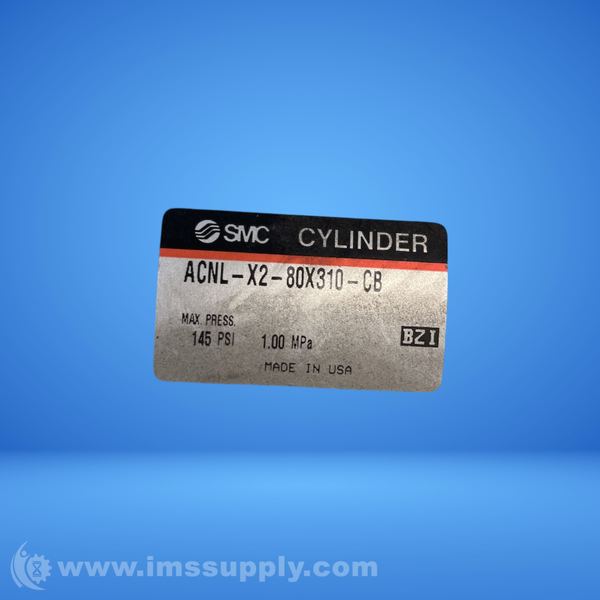 SMC CYLINDER
ACNL-X2-80X310-CB
MAX. PRESS.
145 PSI 1.00 MPa
BZI
MADE IN USA
www.imssupply.com